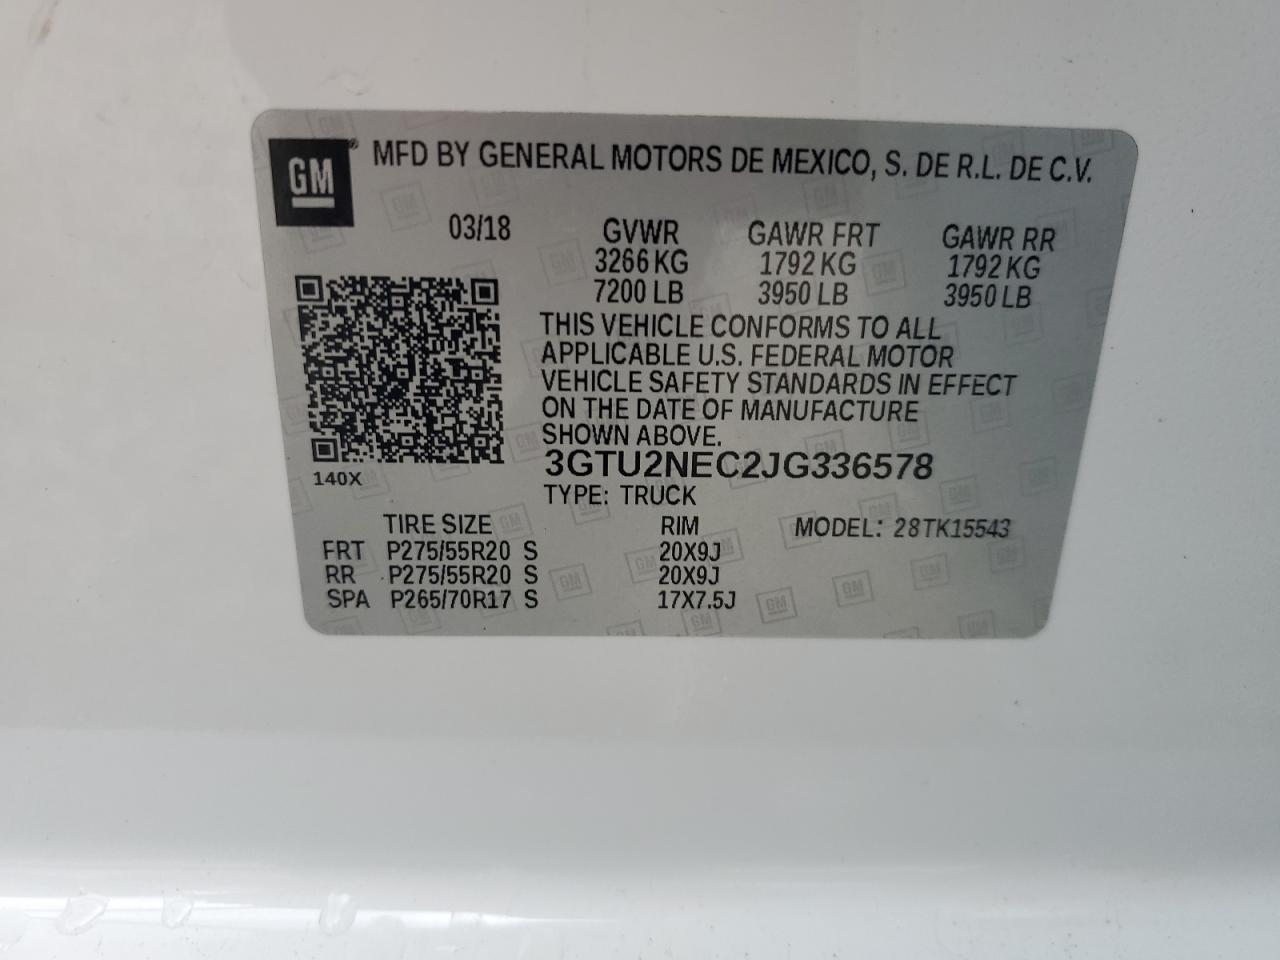 GM® MFD BY GENERAL MOTORS DE MEXICO, S. DE R.L. DE C.V.
03/18 GVWR GAWR FRT GAWR RR
3266 KG 1792 KG 1792 KG
7200 LB 3950 LB 3950 LB
THIS VEHICLE CONFORMS TO ALL
APPLICABLE U.S. FEDERAL MOTOR
VEHICLE SAFETY STANDARDS IN EFFECT
ON THE DATE OF MANUFACTURE
SHOWN ABOVE.
3GTU2NEC2JG336578
140X
TYPE: TRUCK
TIRE SIZE RIM MODEL: 28TK15543
FRT P275/55R20 S 20X9J
RR P275/55R20 S 20X9J
SPA P265/70R17 S 17X7.5J